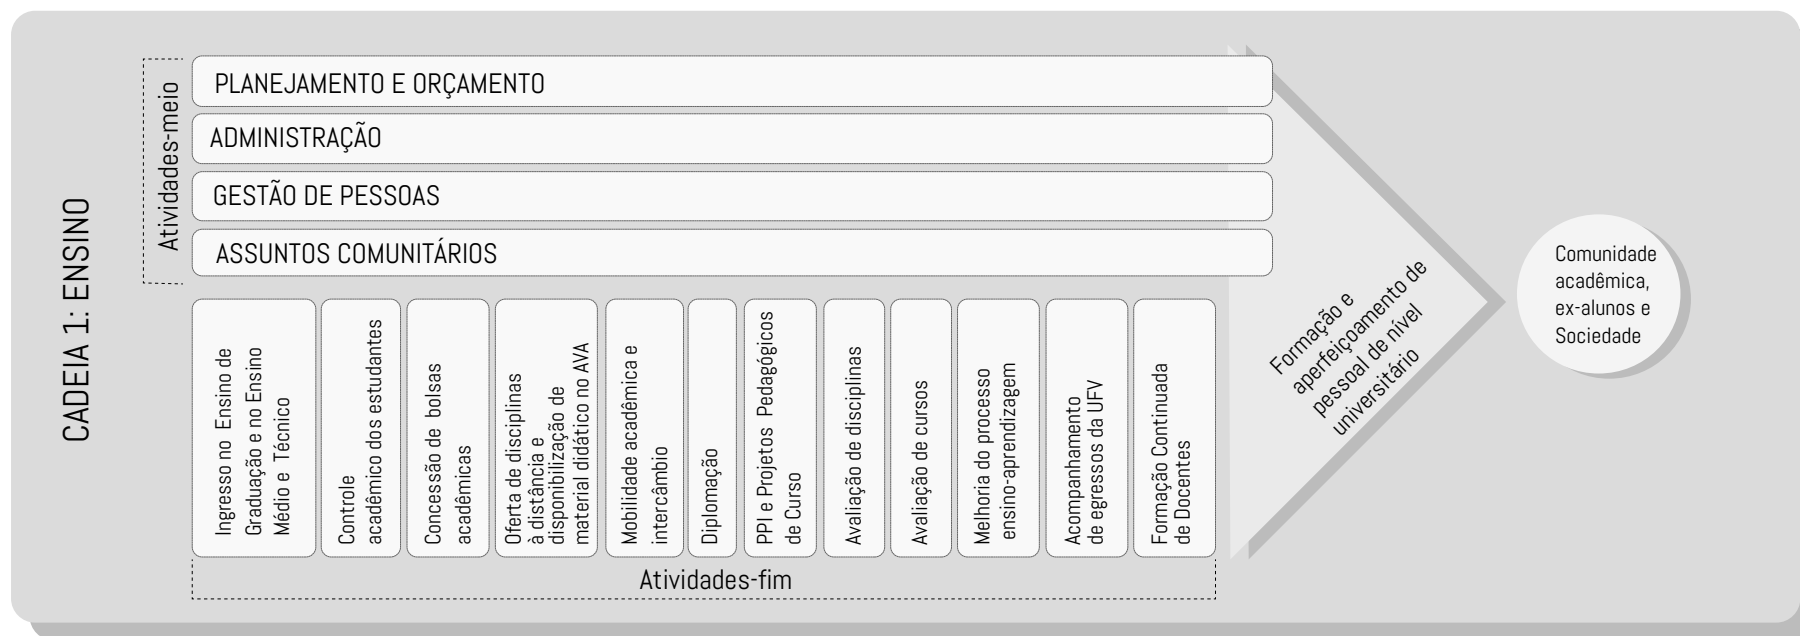 CADEIA 1: ENSINO
Atividades-meio
PLANEJAMENTO E ORÇAMENTO
ADMINISTRAÇÃO
GESTÃO DE PESSOAS
ASSUNTOS COMUNITÁRIOS
Ingresso no Ensino de
Graduação e no Ensino
Médio e Técnico
Controle
acadêmico dos estudantes
Concessão de bolsas
acadêmicas
Oferta de disciplinas
à distância e
disponibilização de
material didático no AVA
Mobilidade acadêmica e
intercâmbio
Diplomação
PPI e Projetos Pedagógicos
de Curso
Avaliação de disciplinas
Avaliação de cursos
Melhoria do processo
ensino-aprendizagem
Acompanhamento
de egressos da UFV
Formação Continuada
de Docentes
Atividades-fim
Formação e
aperfeiçoamento de
pessoal de nível
universitário
Comunidade
acadêmica,
ex-alunos e
Sociedade